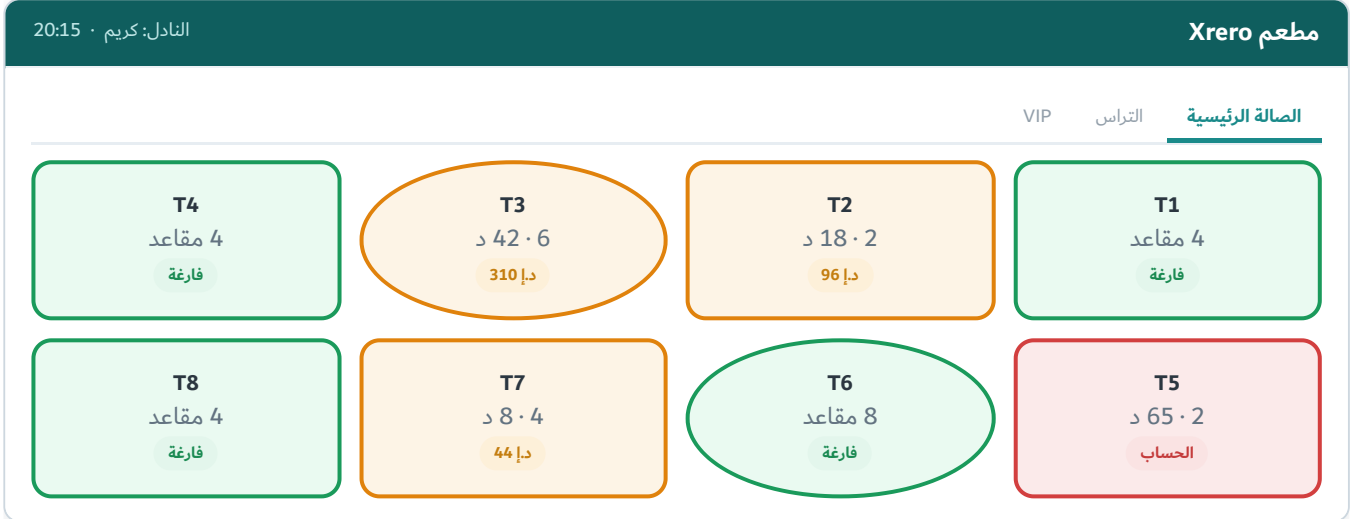 مطعم Xrero
النادل: كريم · 20:15
الصالة الرئيسية
التراس
VIP
T1
4 مقاعد
فارغة
T2
2 · 18 د
96 د.إ
T3
6 · 42 د
310 د.إ
T4
4 مقاعد
فارغة
T5
2 · 65 د
الحساب
T6
8 مقاعد
فارغة
T7
4 · 8 د
44 د.إ
T8
4 مقاعد
فارغة